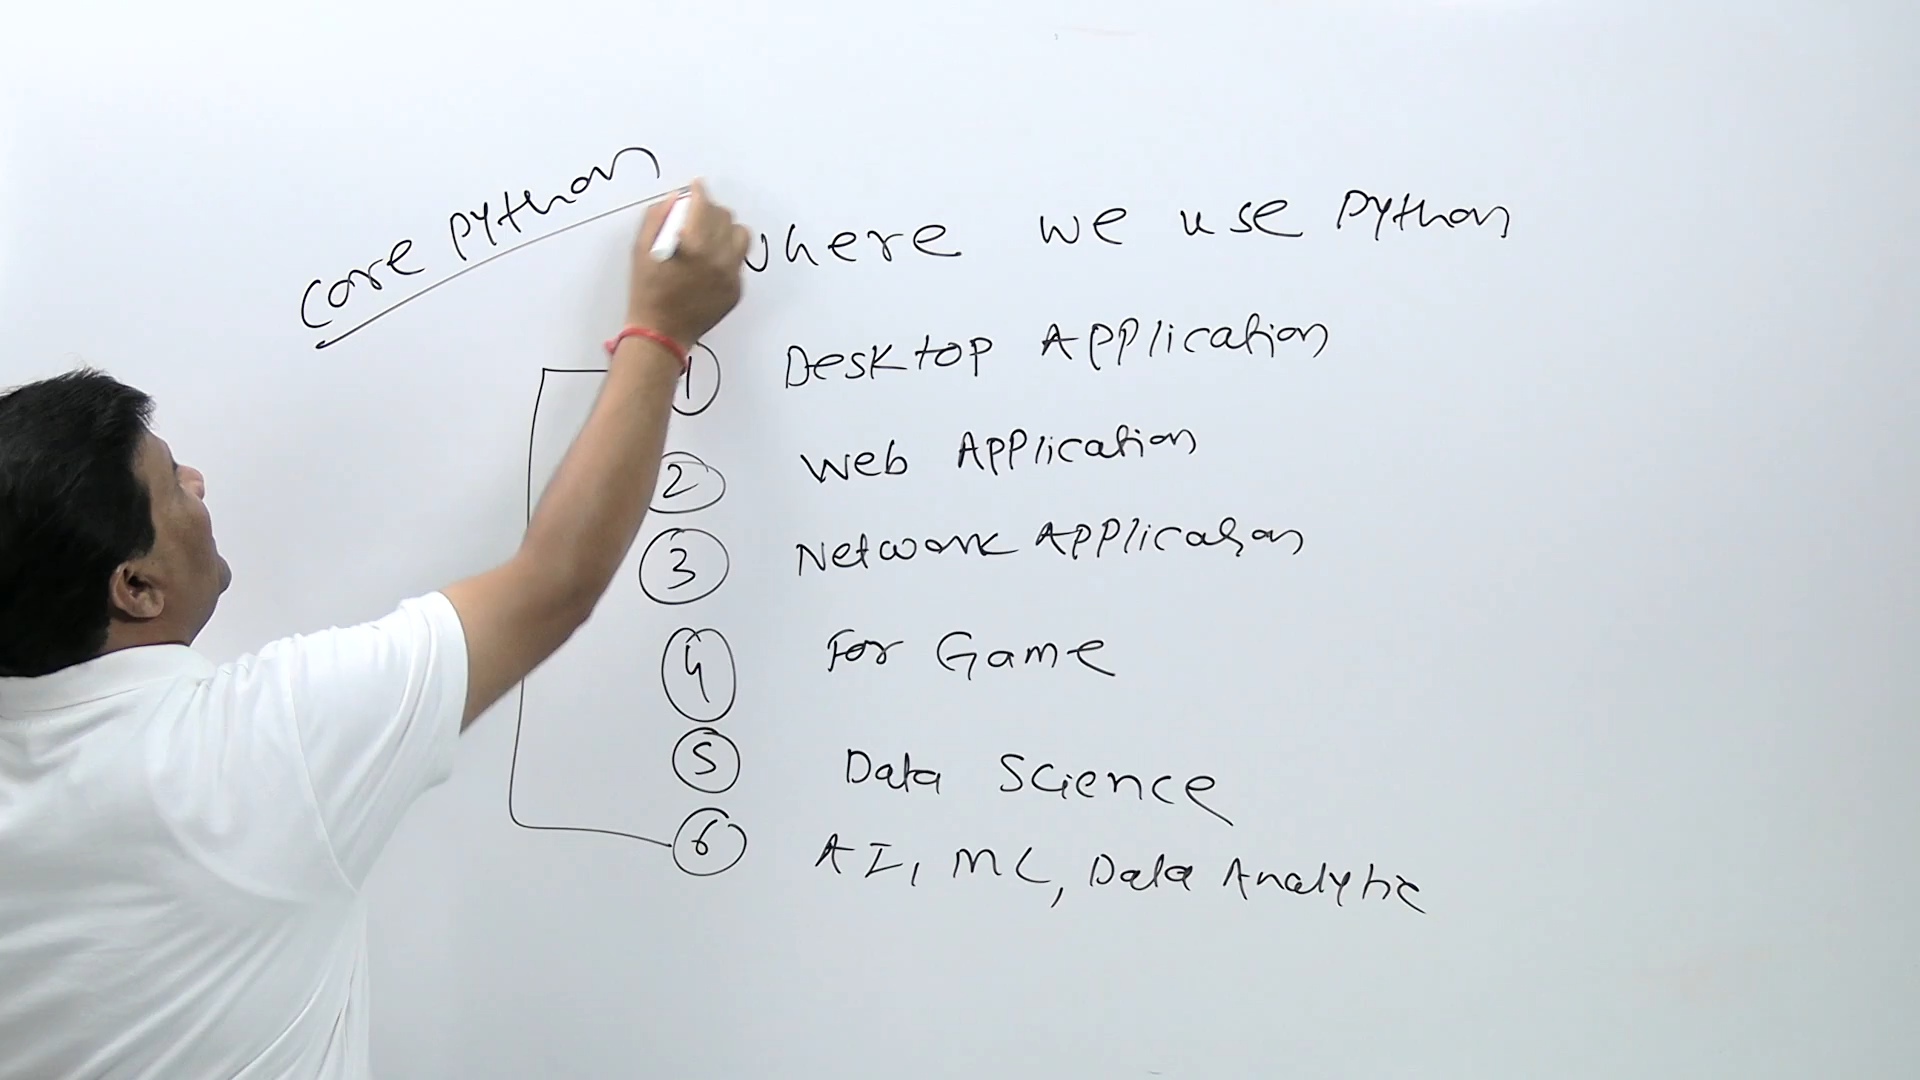 Core Python
where we use Python
1 Desktop Application
2 Web Application
3 Network Application
4 For Game
5 Data Science
6 AI, ML, Data Analytic